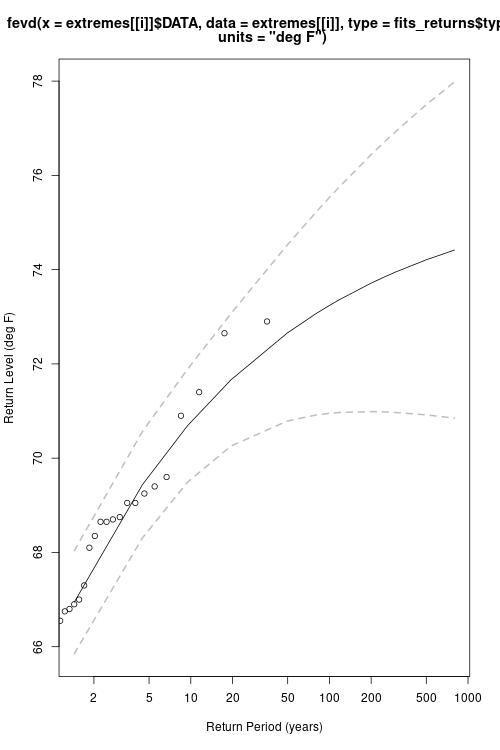 fevd(x = extremes[[i]]$DATA, data = extremes[[i]], type = fits_returns$typ
units = "deg F")
78
76
74
72
70
68
66
Return Level (deg F)
2 5 10 20 50 100 200 500 1000
Return Period (years)